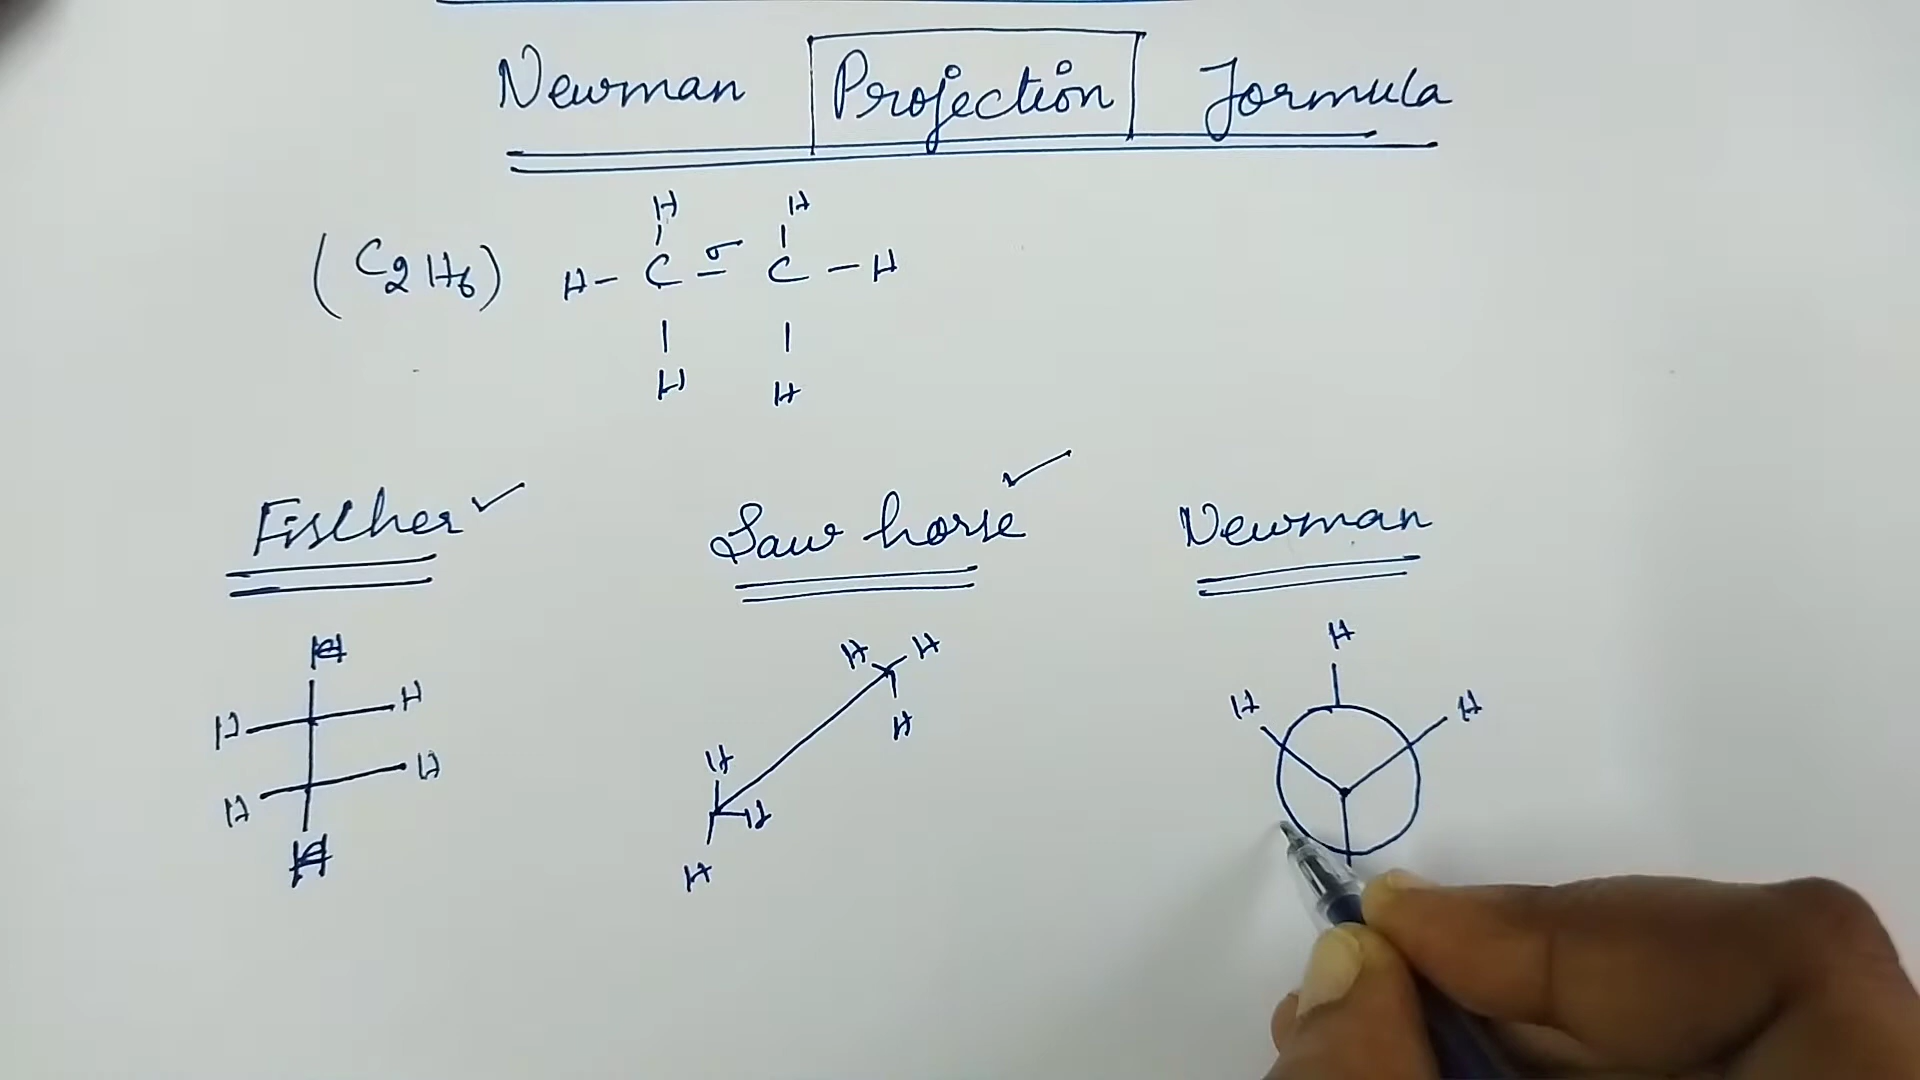 Newman Projection Formula
H H
(C2H6) H - C - C - H
σ
H H
Fischer ✓ Saw horse ✓ Newman
H H H H
H H H H H
H H H
H H
H